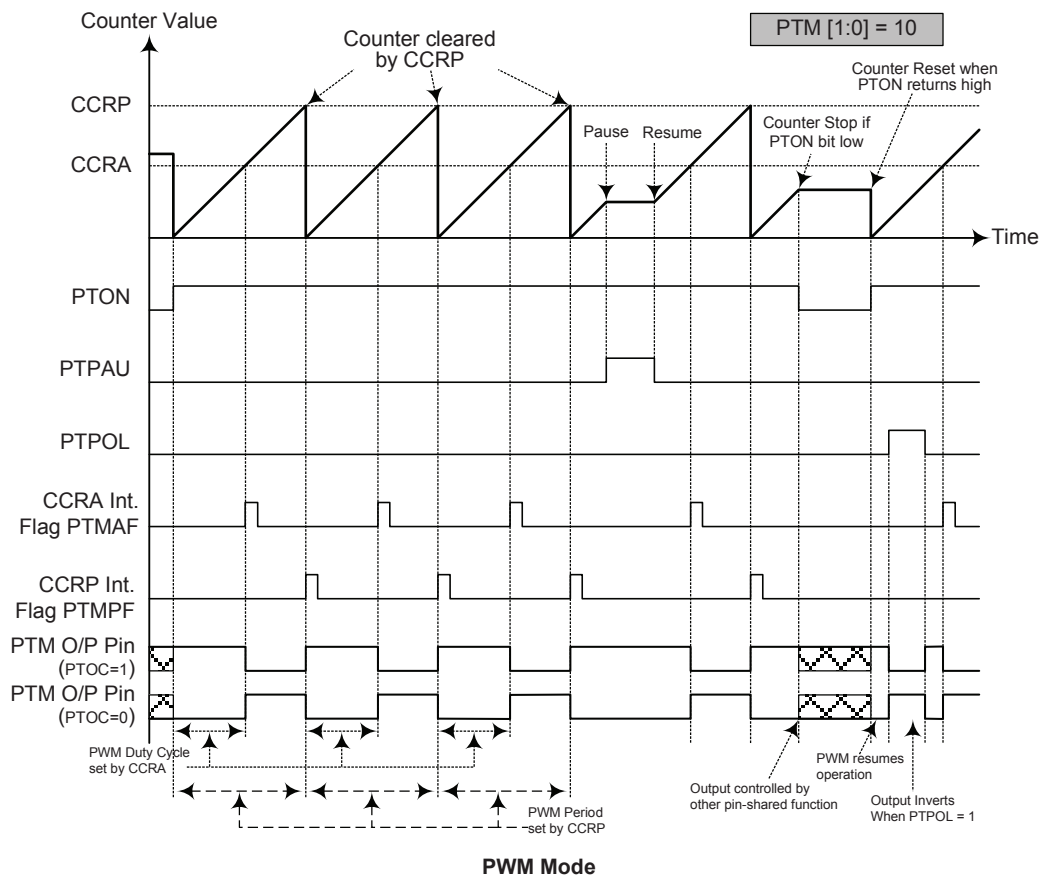 Counter Value
PTM [1:0] = 10
Counter cleared
by CCRP
Counter Reset when
PTON returns high
CCRP
Pause
Resume
Counter Stop if
PTON bit low
CCRA
Time
PTON
PTPAU
PTPOL
CCRA Int.
Flag PTMAF
CCRP Int.
Flag PTMPF
PTM O/P Pin
(PTOC=1)
PTM O/P Pin
(PTOC=0)
PWM Duty Cycle
set by CCRA
PWM resumes
operation
Output controlled by
other pin-shared function
Output Inverts
When PTPOL = 1
PWM Period
set by CCRP
PWM Mode